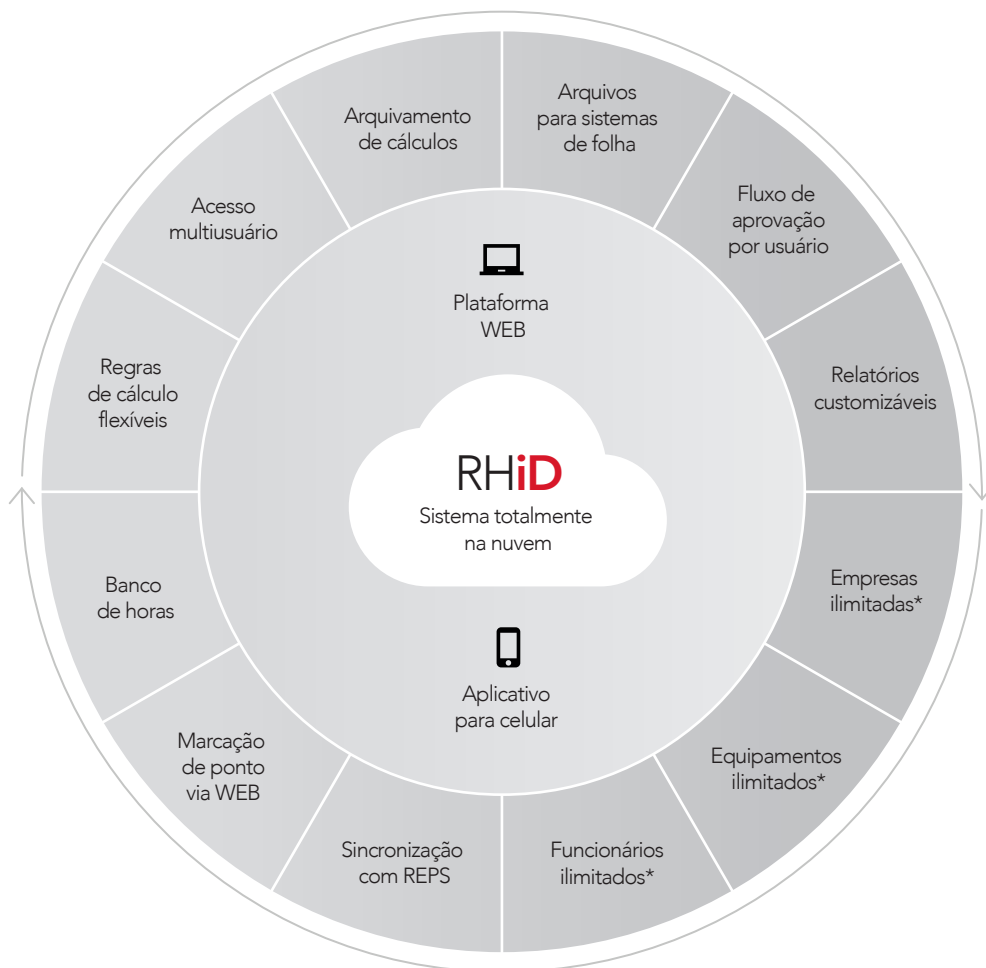 Arquivamento
de cálculos
Arquivos
para sistemas
de folha
Fluxo de
aprovação
por usuário
Relatórios
customizáveis
Empresas
ilimitadas*
Equipamentos
ilimitados*
Funcionários
ilimitados*
Sincronização
com REPS
Marcação
de ponto
via WEB
Banco
de horas
Regras
de cálculo
flexíveis
Acesso
multiusuário
Plataforma
WEB
RHiD
Sistema totalmente
na nuvem
Aplicativo
para celular